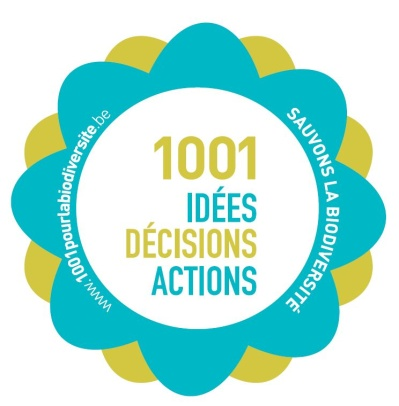 1001
IDÉES
DÉCISIONS
ACTIONS
www.1001pourlabiodiversite.be
SAUVONS LA BIODIVERSITÉ